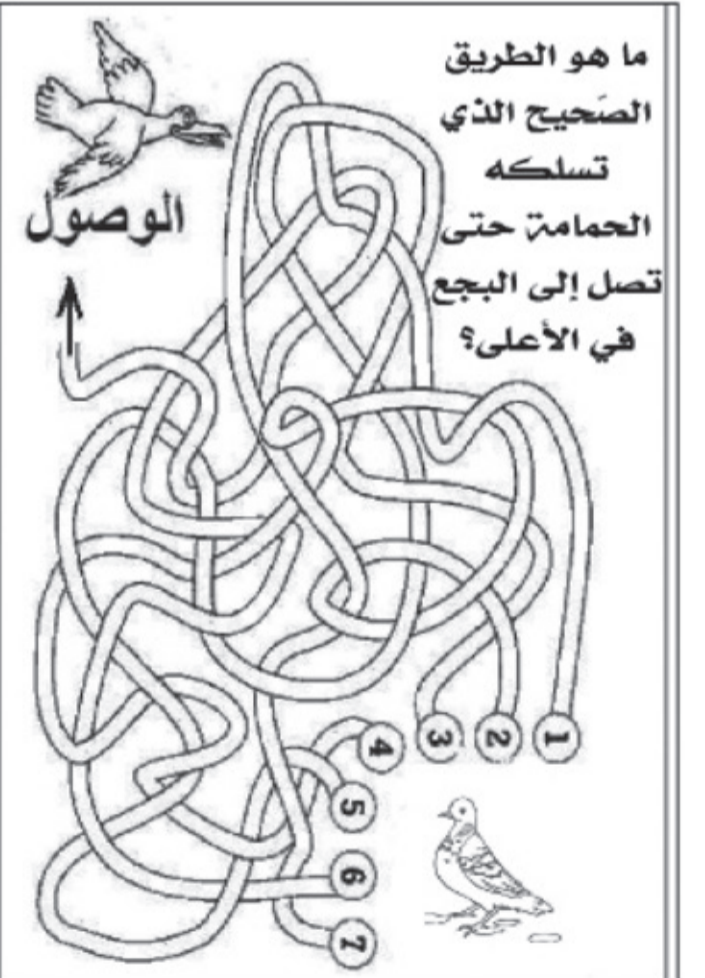 ما هو الطريق
الصَحيح الذي
تسلكه
الحمامة حتى
تصل إلى البجع
في الأعلى؟
الوصول
1
2
3
4
5
6
7